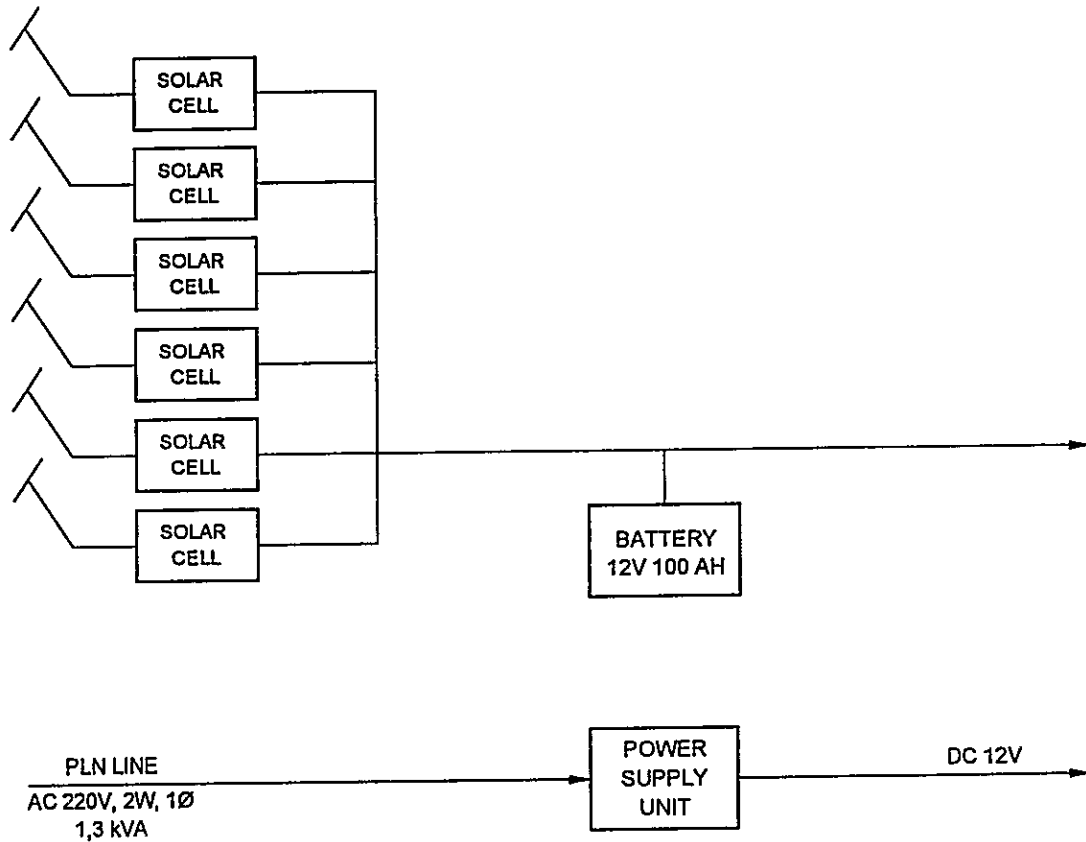 SOLAR
CELL
SOLAR
CELL
SOLAR
CELL
SOLAR
CELL
SOLAR
CELL
SOLAR
CELL
BATTERY
12V 100 AH
PLN LINE
AC 220V, 2W, 1Ø
1,3 kVA
POWER
SUPPLY
UNIT
DC 12V